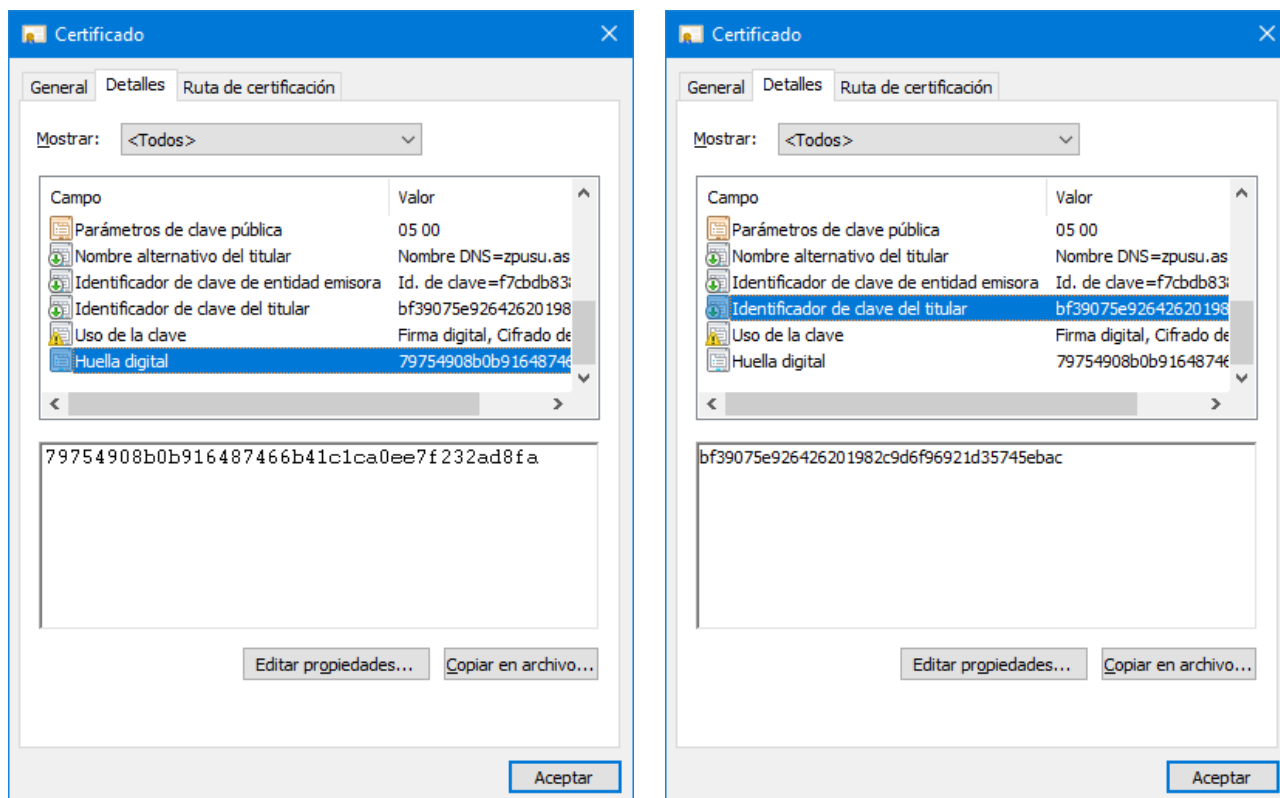 Certificado
General Detalles Ruta de certificación
Mostrar: <Todos>
Campo Valor
Parámetros de clave pública 05 00
Nombre alternativo del titular Nombre DNS=zpusu.as
Identificador de clave de entidad emisora Id. de clave=f7cbdb838
Identificador de clave del titular bf39075e92642620198
Uso de la clave Firma digital, Cifrado de
Huella digital 79754908b0b916487466
79754908b0b916487466b41c1ca0ee7f232ad8fa
Editar propiedades... Copiar en archivo...
Aceptar
Certificado
General Detalles Ruta de certificación
Mostrar: <Todos>
Campo Valor
Parámetros de clave pública 05 00
Nombre alternativo del titular Nombre DNS=zpusu.as
Identificador de clave de entidad emisora Id. de clave=f7cbdb838
Identificador de clave del titular bf39075e92642620198
Uso de la clave Firma digital, Cifrado de
Huella digital 79754908b0b916487466
bf39075e926426201982c9d6f96921d35745ebac
Editar propiedades... Copiar en archivo...
Aceptar